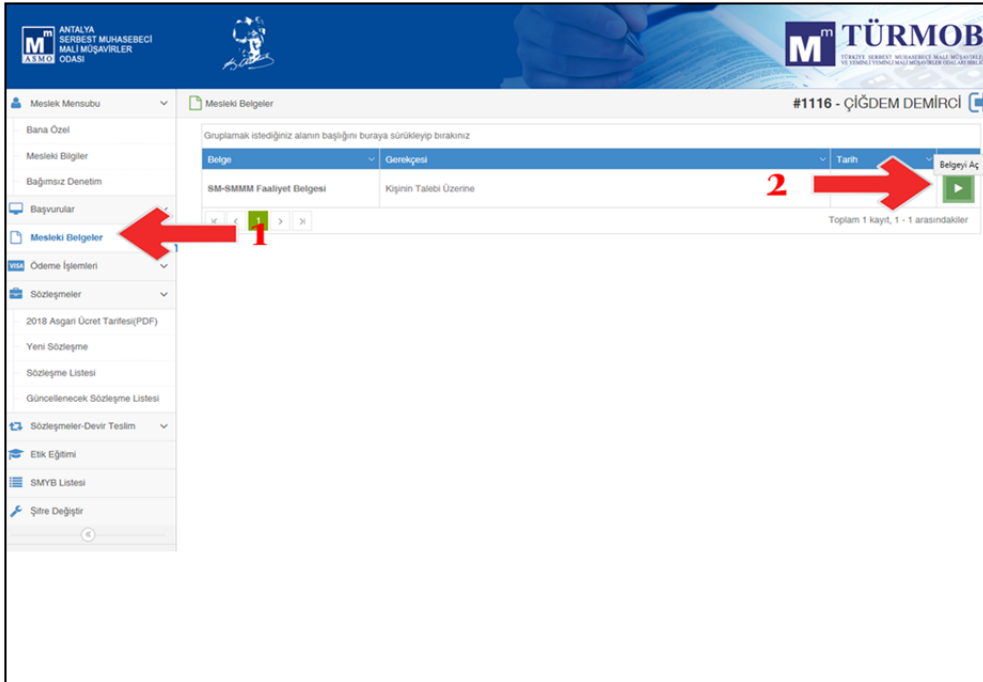 ANTALYA
SERBEST MUHASEBECİ
MALİ MÜŞAVİRLER
ODASI
Mm
ASMO
Mm TÜRMOB
Meslek Mensubu
Mesleki Belgeler
#1116 - ÇİĞDEM DEMİRCİ
Bana Özel
Mesleki Bilgiler
Bağımsız Denetim
Başvurular
Mesleki Belgeler
VISA Ödeme İşlemleri
Sözleşmeler
2018 Asgari Ücret Tarifesi(PDF)
Yeni Sözleşme
Sözleşme Listesi
Güncellenecek Sözleşme Listesi
Sözleşmeler-Devir Teslim
Etik Eğitimi
SMYB Listesi
Şifre Değiştir
Gruplamak istediğiniz alanın başlığını buraya sürükleyip bırakınız
Belge Gerekçesi Tarih
Belgeyi Aç
SM-SMMM Faaliyet Belgesi Kişinin Talebi Üzerine
2
1
Toplam 1 kayıt, 1 - 1 arasındakiler
1
1